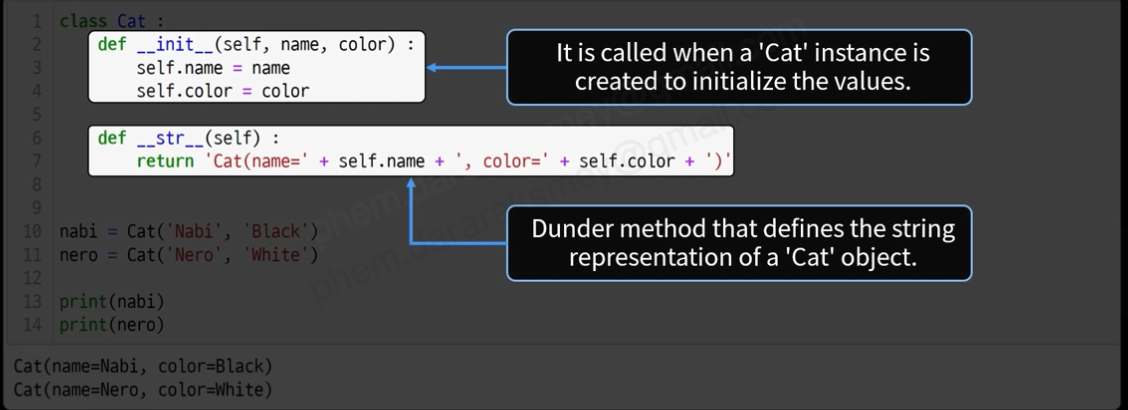 1 class Cat :
2 def __init__(self, name, color) :
3 self.name = name
4 self.color = color
It is called when a 'Cat' instance is
created to initialize the values.
5
6 def __str__(self) :
7 return 'Cat(name=' + self.name + ', color=' + self.color + ')'
8
9
Dunder method that defines the string
representation of a 'Cat' object.
10 nabi = Cat('Nabi', 'Black')
11 nero = Cat('Nero', 'White')
12
13 print(nabi)
14 print(nero)
Cat(name=Nabi, color=Black)
Cat(name=Nero, color=White)